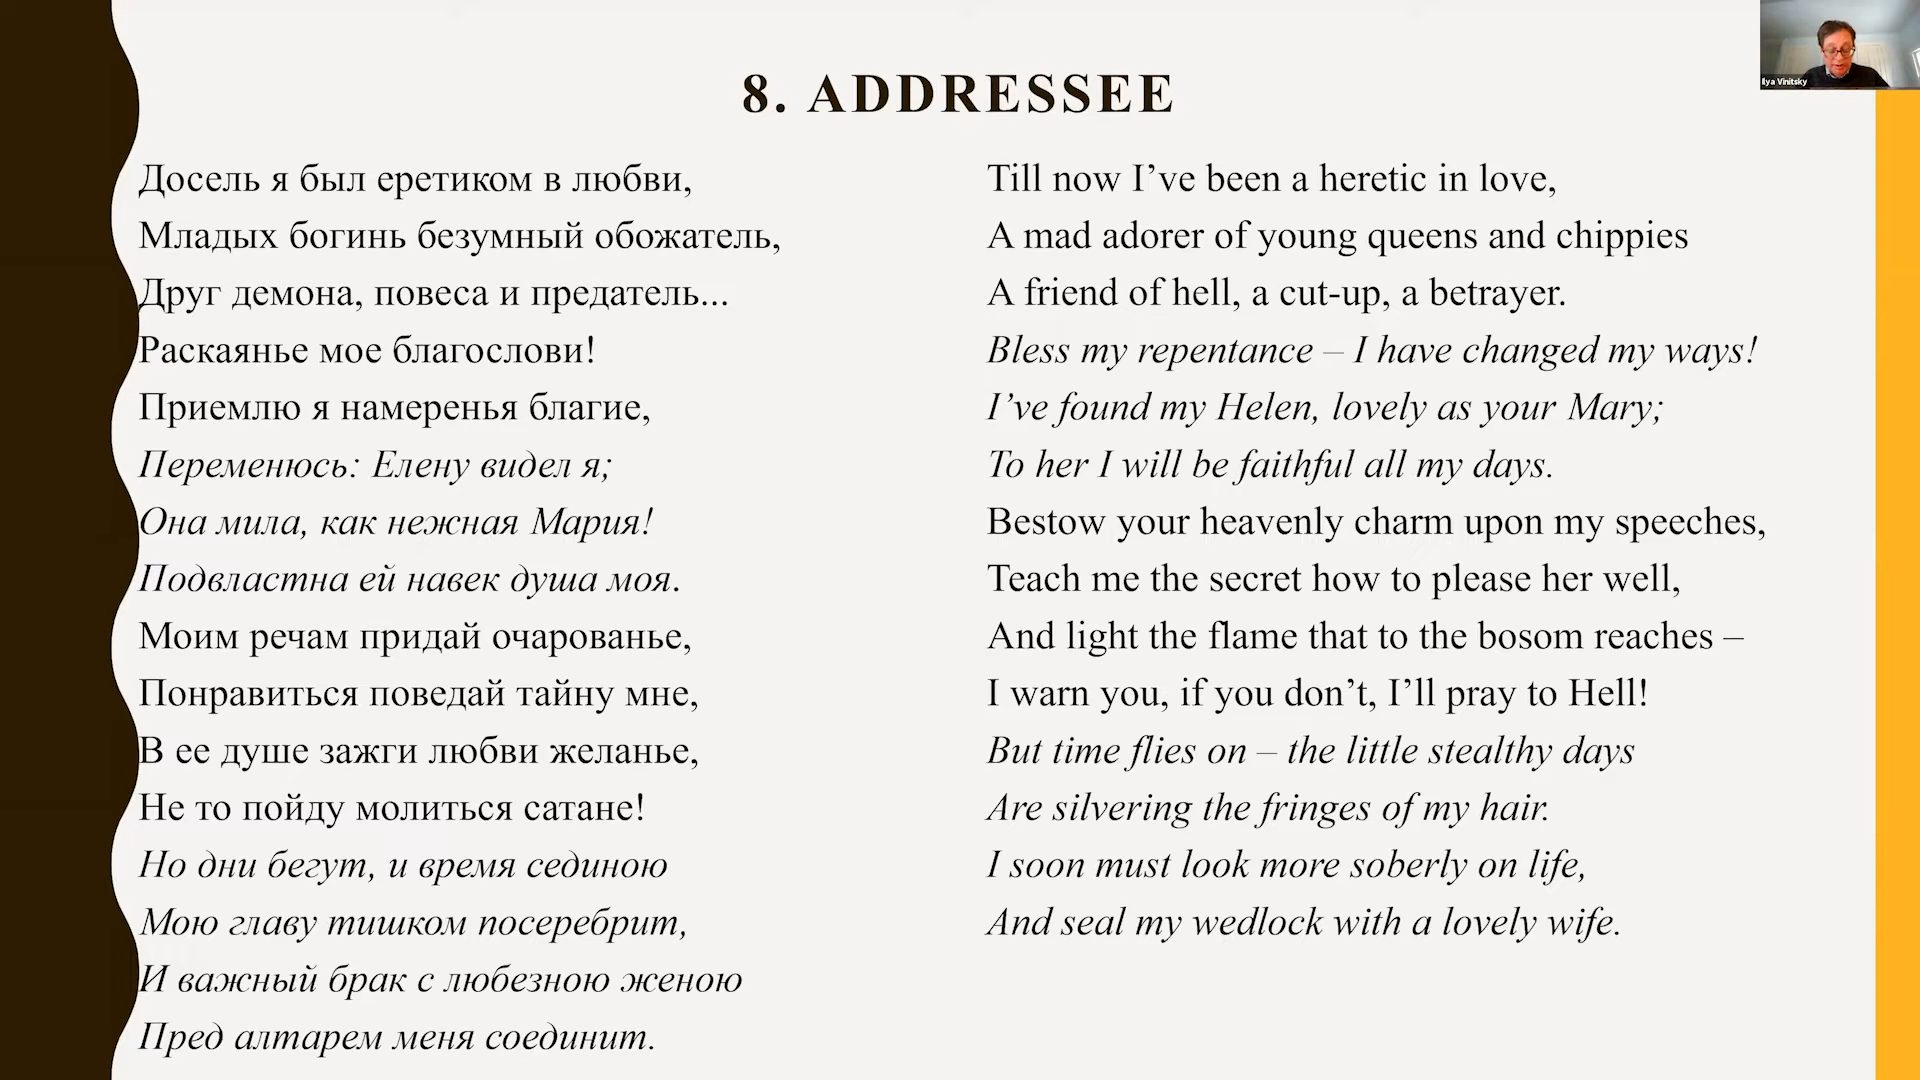 8. ADDRESSEE
Ilya Vinitsky
Досель я был еретиком в любви,
Младых богинь безумный обожатель,
Друг демона, повеса и предатель...
Раскаянье мое благослови!
Приемлю я намеренья благие,
Переменюсь: Елену видел я;
Она мила, как нежная Мария!
Подвластна ей навек душа моя.
Моим речам придай очарованье,
Понравиться поведай тайну мне,
В ее душе зажги любви желанье,
Не то пойду молиться сатане!
Но дни бегут, и время сединою
Мою главу тишком посеребрит,
И важный брак с любезною женою
Пред алтарем меня соединит.
Till now I’ve been a heretic in love,
A mad adorer of young queens and chippies
A friend of hell, a cut-up, a betrayer.
Bless my repentance – I have changed my ways!
I’ve found my Helen, lovely as your Mary;
To her I will be faithful all my days.
Bestow your heavenly charm upon my speeches,
Teach me the secret how to please her well,
And light the flame that to the bosom reaches –
I warn you, if you don’t, I’ll pray to Hell!
But time flies on – the little stealthy days
Are silvering the fringes of my hair.
I soon must look more soberly on life,
And seal my wedlock with a lovely wife.